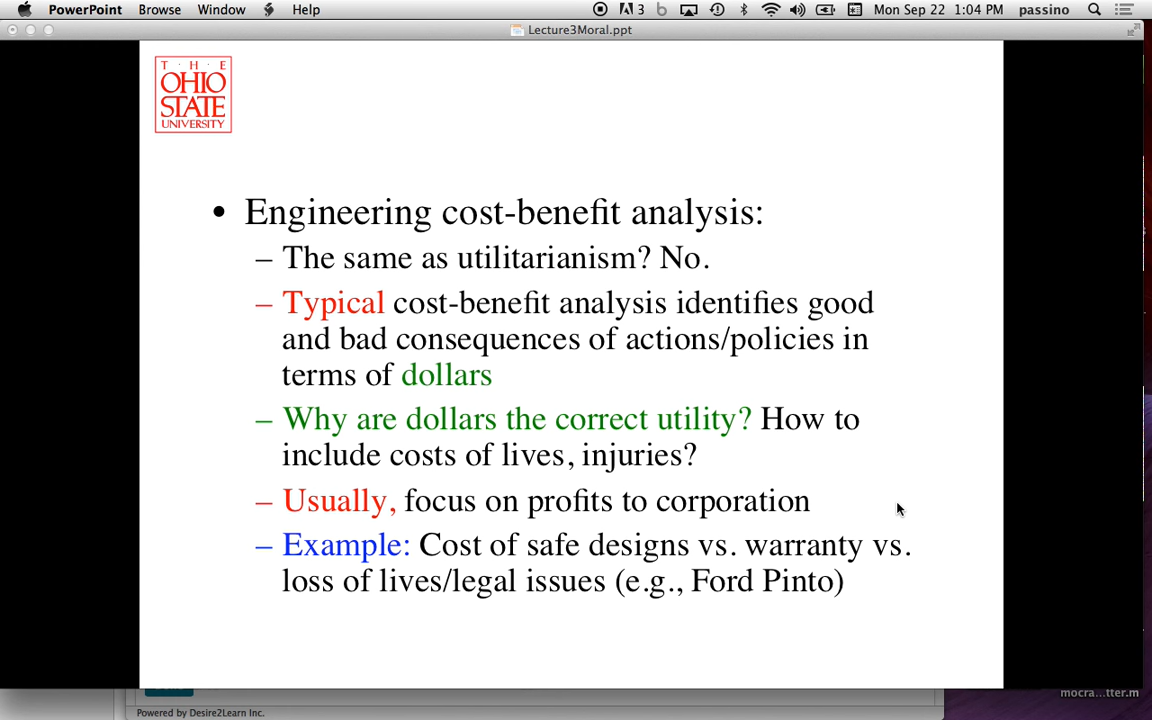 PowerPoint Browse Window Help 3 Mon Sep 22 1:04 PM passino
Lecture3Moral.ppt
T · H · E
OHIO
STATE
UNIVERSITY
• Engineering cost-benefit analysis:
– The same as utilitarianism? No.
– Typical cost-benefit analysis identifies good
and bad consequences of actions/policies in
terms of dollars
– Why are dollars the correct utility? How to
include costs of lives, injuries?
– Usually, focus on profits to corporation
– Example: Cost of safe designs vs. warranty vs.
loss of lives/legal issues (e.g., Ford Pinto)
mocra...tter.m
Powered by Desire2Learn Inc.